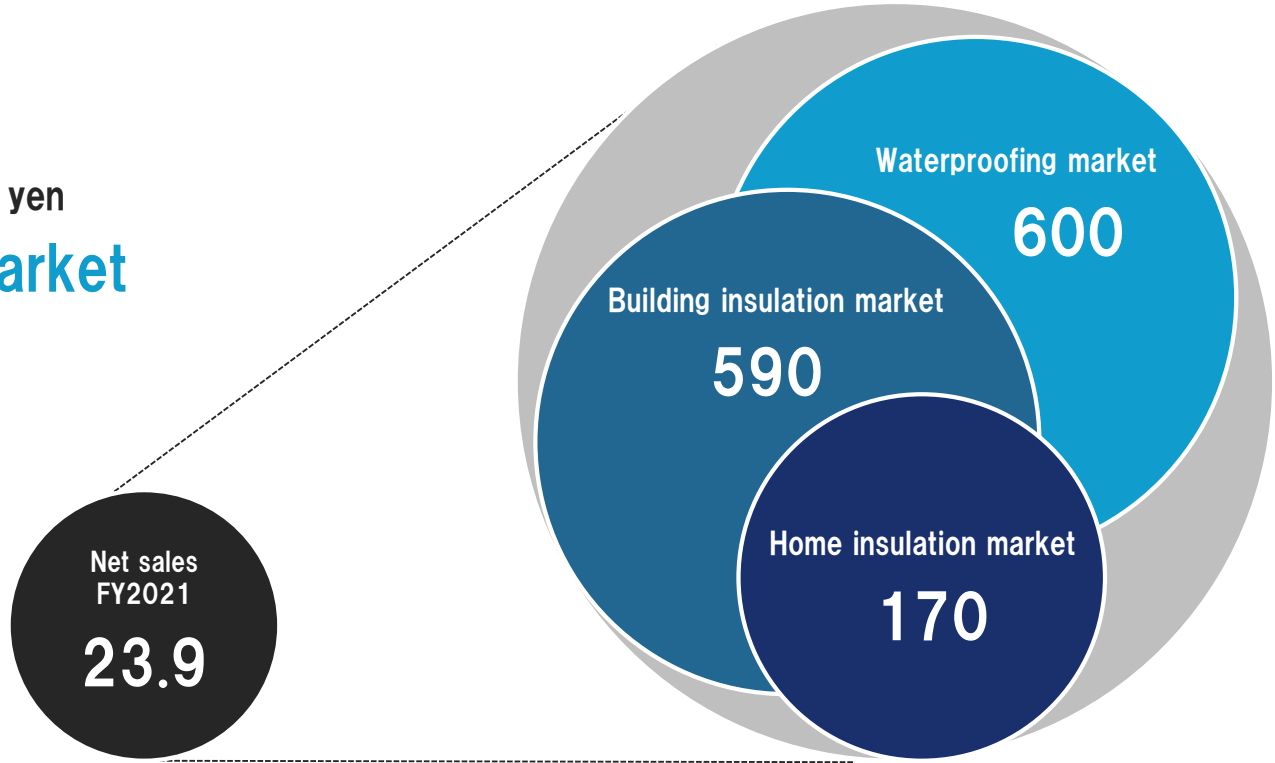 yen
arket
Waterproofing market
600
Building insulation market
590
Home insulation market
170
Net sales
FY2021
23.9